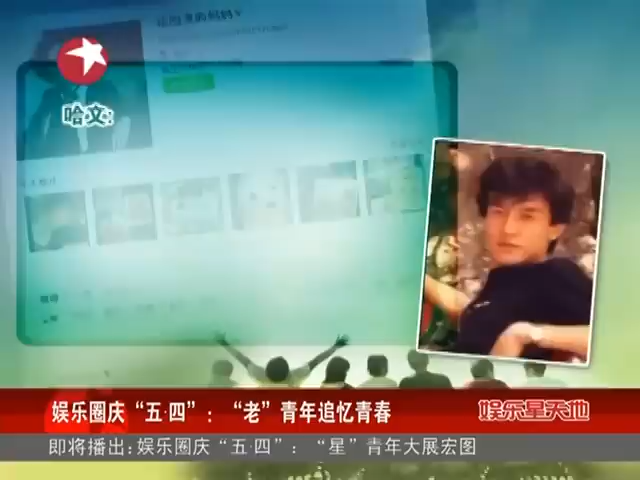 哈文:
娱乐圈庆“五·四”：“老”青年追忆青春
娱乐星天地
即将播出:娱乐圈庆“五·四”：“星”青年大展宏图